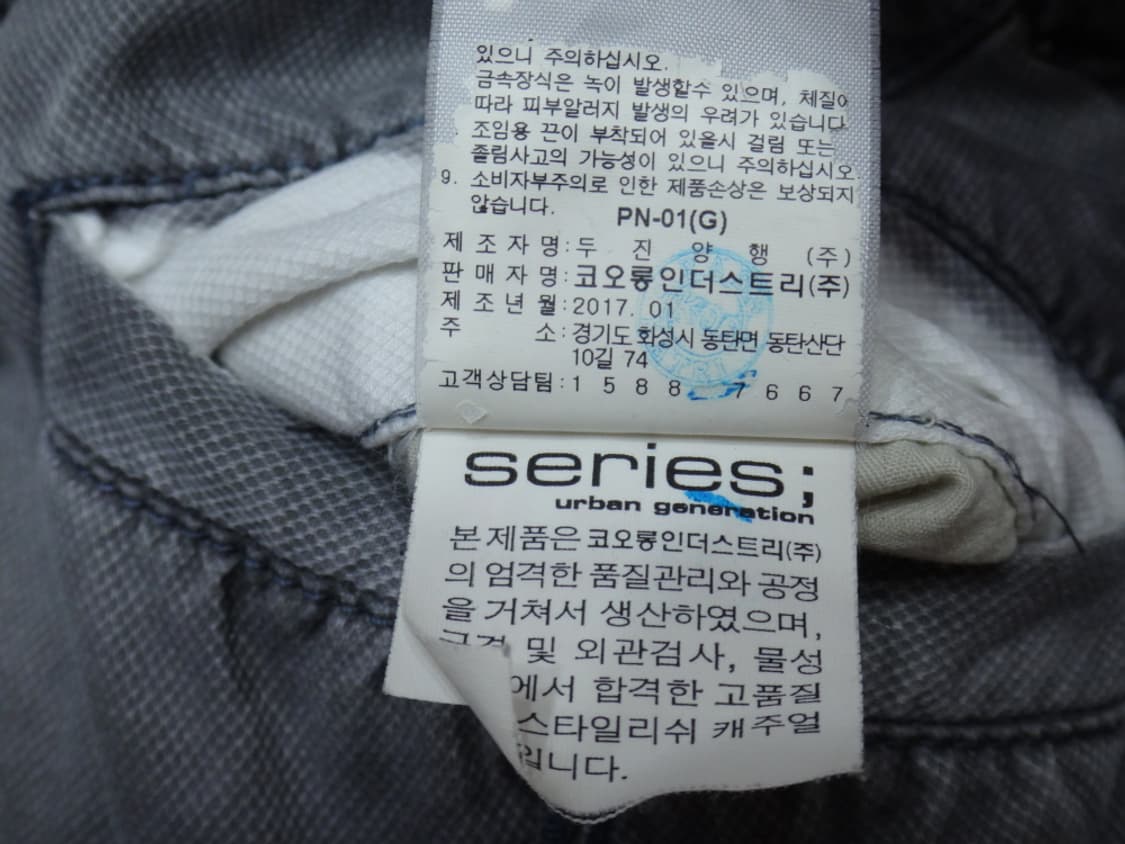 있으니 주의하십시오.
금속장식은 녹이 발생할수 있으며, 체질에
따라 피부알러지 발생의 우려가 있습니다
조임용 끈이 부착되어 있을시 걸림 또는
졸림사고의 가능성이 있으니 주의하십시오
9. 소비자부주의로 인한 제품손상은 보상되지
않습니다.
PN-01(G)
제 조 자 명 : 두 진 양 행 (주)
판 매 자 명 : 코오롱인더스트리(주)
제 조 년 월 : 2017. 01
주 소 : 경기도 화성시 동탄면 동탄산단
10길 74
고객상담팀 : 1 5 8 8 - 7 6 6 7
series;
urban generation
본 제품은 코오롱인더스트리(주)
의 엄격한 품질관리와 공정
을 거쳐서 생산하였으며,
및 외관검사, 물성
에서 합격한 고품질
스타일리쉬 캐주얼
입니다.